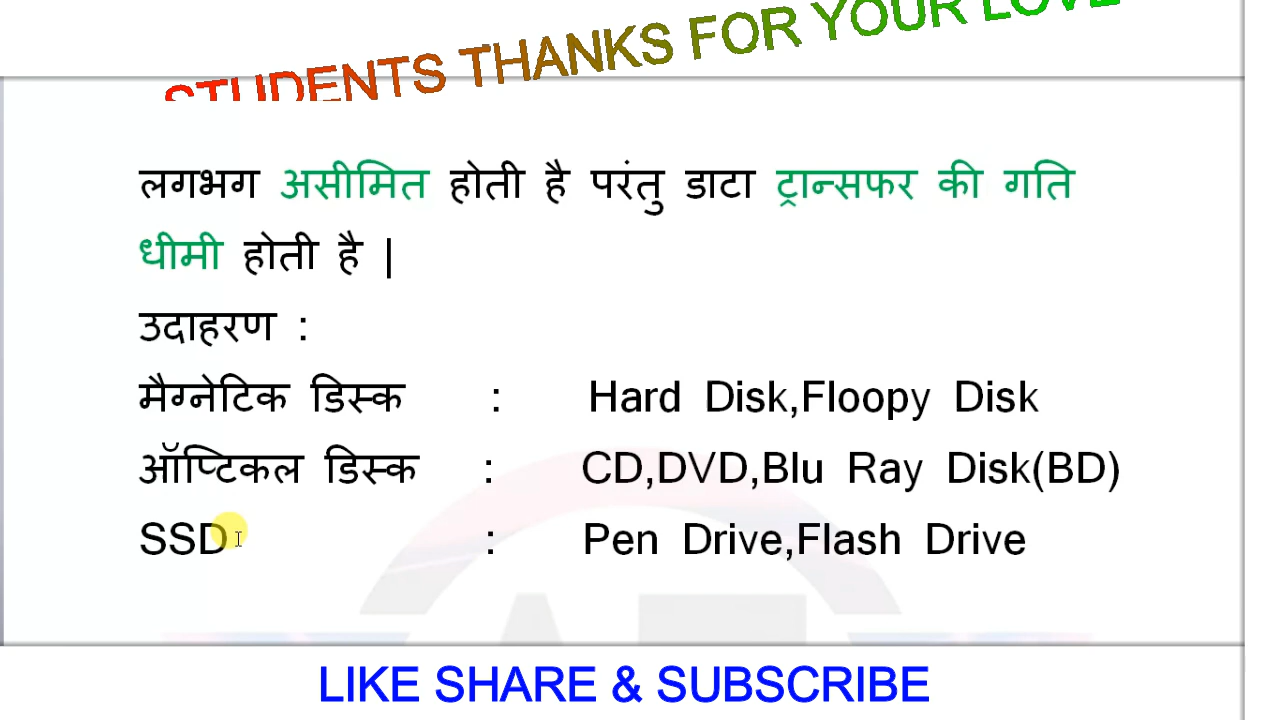 STUDENTS THANKS FOR YOUR LOVE
लगभग असीमित होती है परंतु डाटा ट्रान्सफर की गति
धीमी होती है |
उदाहरण :
मैग्नेटिक डिस्क : Hard Disk,Floopy Disk
ऑप्टिकल डिस्क : CD,DVD,Blu Ray Disk(BD)
SSD : Pen Drive,Flash Drive
LIKE SHARE & SUBSCRIBE